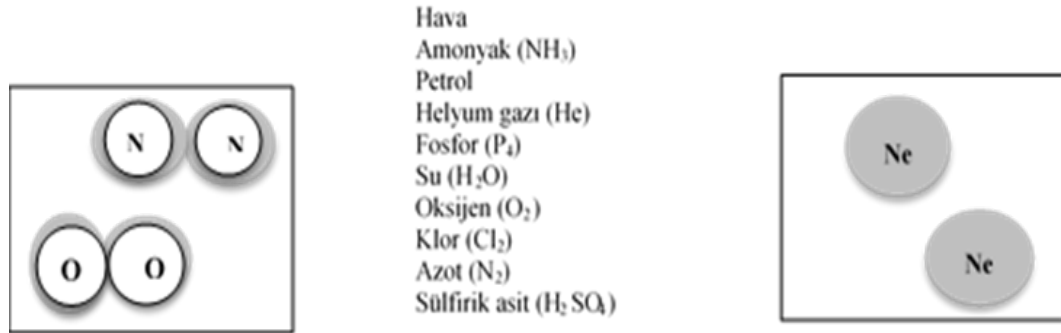 N N
O O
Hava
Amonyak (NH₃)
Petrol
Helyum gazı (He)
Fosfor (P₄)
Su (H₂O)
Oksijen (O₂)
Klor (Cl₂)
Azot (N₂)
Sülfirik asit (H₂ SO₄)
Ne
Ne